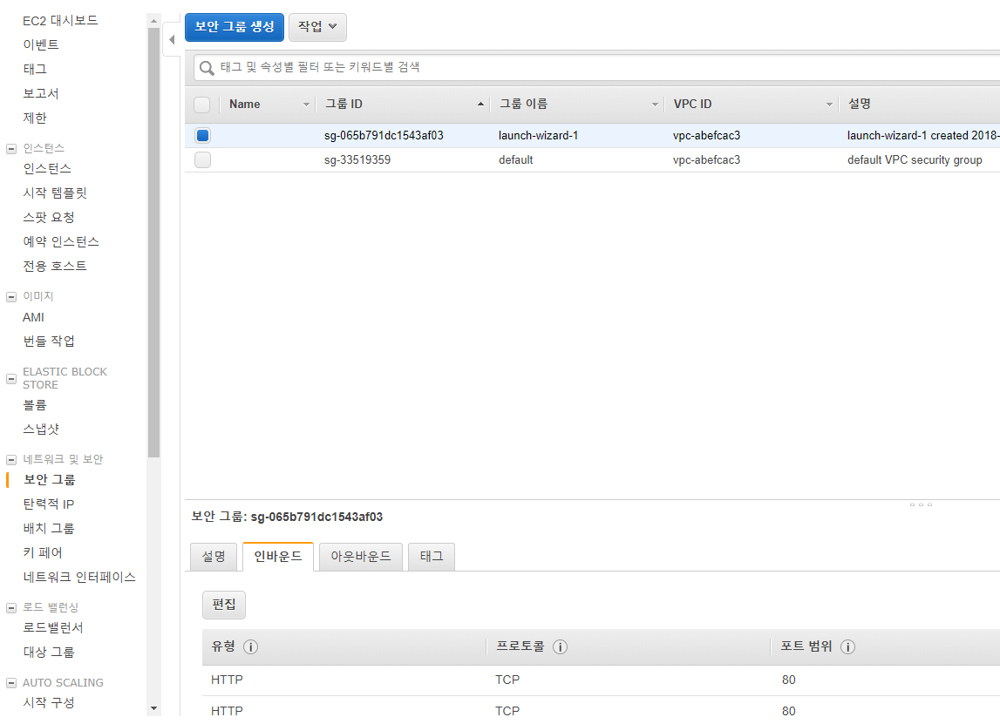 EC2 대시보드
이벤트
태그
보고서
제한
인스턴스
인스턴스
시작 템플릿
스팟 요청
예약 인스턴스
전용 호스트
이미지
AMI
번들 작업
ELASTIC BLOCK
STORE
볼륨
스냅샷
네트워크 및 보안
보안 그룹
탄력적 IP
배치 그룹
키 페어
네트워크 인터페이스
로드 밸런싱
로드밸런서
대상 그룹
AUTO SCALING
시작 구성
보안 그룹 생성 작업
태그 및 속성별 필터 또는 키워드별 검색
Name 그룹 ID 그룹 이름 VPC ID 설명
sg-065b791dc1543af03 launch-wizard-1 vpc-abefcac3 launch-wizard-1 created 2018-
sg-33519359 default vpc-abefcac3 default VPC security group
보안 그룹: sg-065b791dc1543af03
설명 인바운드 아웃바운드 태그
편집
유형 프로토콜 포트 범위
HTTP TCP 80
HTTP TCP 80